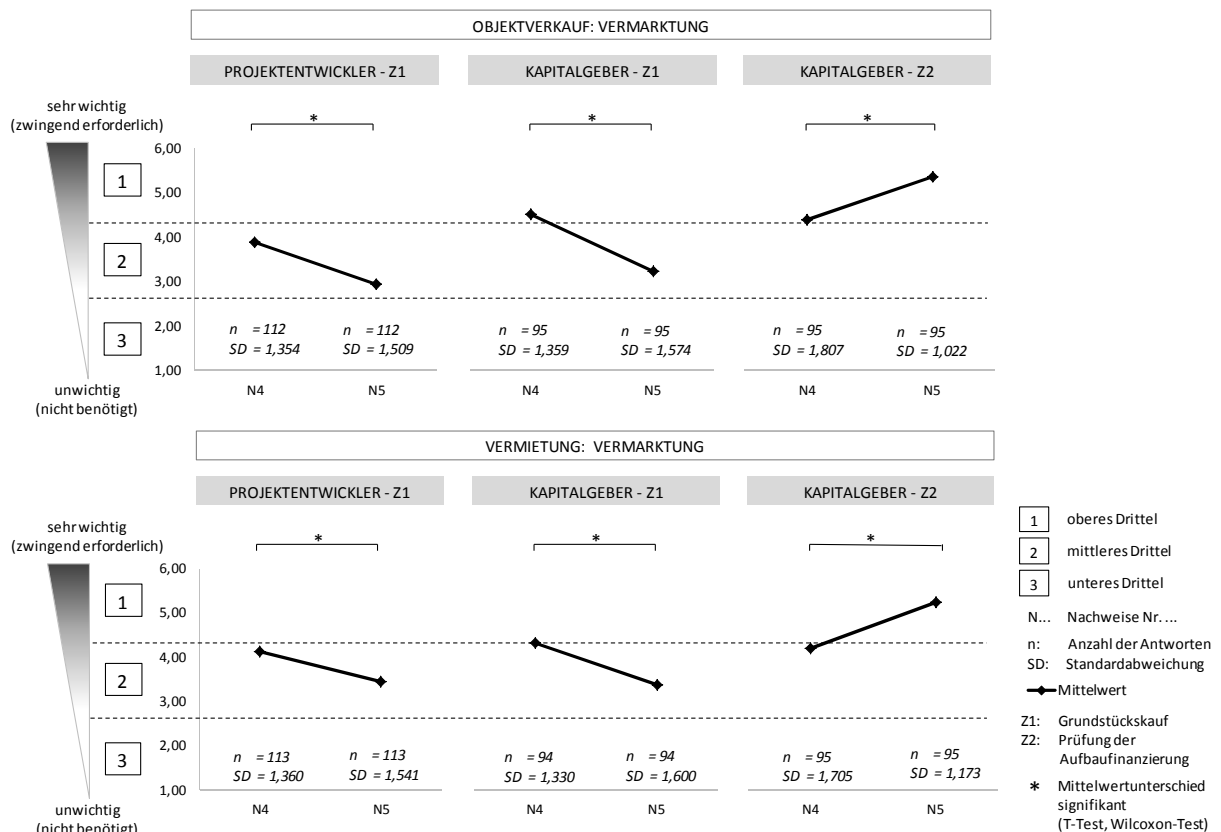 OBJEKTVERKAUF: VERMARKTUNG
PROJEKTENTWICKLER - Z1 KAPITALGEBER - Z1 KAPITALGEBER - Z2
sehr wichtig
(zwingend erforderlich)
* * *
6,00
1
5,00
4,00
2
3,00
2,00
3
n = 112 n = 112 n = 95 n = 95 n = 95 n = 95
SD = 1,354 SD = 1,509 SD = 1,359 SD = 1,574 SD = 1,807 SD = 1,022
1,00
unwichtig
(nicht benötigt)
N4 N5 N4 N5 N4 N5
VERMIETUNG: VERMARKTUNG
PROJEKTENTWICKLER - Z1 KAPITALGEBER - Z1 KAPITALGEBER - Z2
sehr wichtig
(zwingend erforderlich)
* * *
6,00
1
5,00
4,00
2
3,00
2,00
3
n = 113 n = 113 n = 94 n = 94 n = 95 n = 95
SD = 1,360 SD = 1,541 SD = 1,330 SD = 1,600 SD = 1,705 SD = 1,173
1,00
unwichtig
(nicht benötigt)
N4 N5 N4 N5 N4 N5
1 oberes Drittel
2 mittleres Drittel
3 unteres Drittel
N... Nachweise Nr. ...
n: Anzahl der Antworten
SD: Standardabweichung
Mittelwert
Z1: Grundstückskauf
Z2: Prüfung der
Aufbaufinanzierung
* Mittelwertunterschied
signifikant
(T-Test, Wilcoxon-Test)